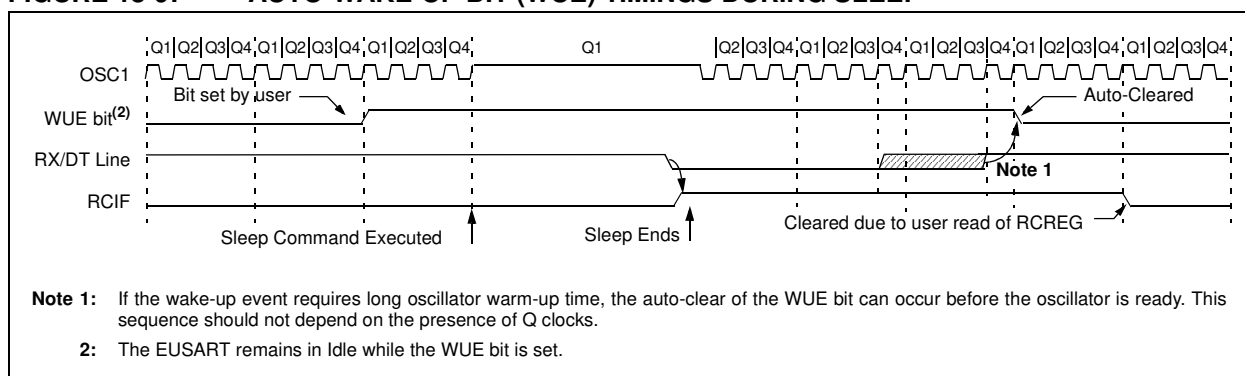 FIGURE 18-9: AUTO-WAKE-UP BIT (WUE) TIMINGS DURING SLEEP
Q1 Q2 Q3 Q4 Q1 Q2 Q3 Q4 Q1 Q2 Q3 Q4 Q1 Q2 Q3 Q4 Q1 Q2 Q3 Q4 Q1 Q2 Q3 Q4 Q1 Q2 Q3 Q4 Q1 Q2 Q3 Q4
OSC1
Bit set by user
Auto-Cleared
WUE bit(2)
RX/DT Line
Note 1
RCIF
Cleared due to user read of RCREG
Sleep Command Executed
Sleep Ends
Note 1: If the wake-up event requires long oscillator warm-up time, the auto-clear of the WUE bit can occur before the oscillator is ready. This
sequence should not depend on the presence of Q clocks.
2: The EUSART remains in Idle while the WUE bit is set.